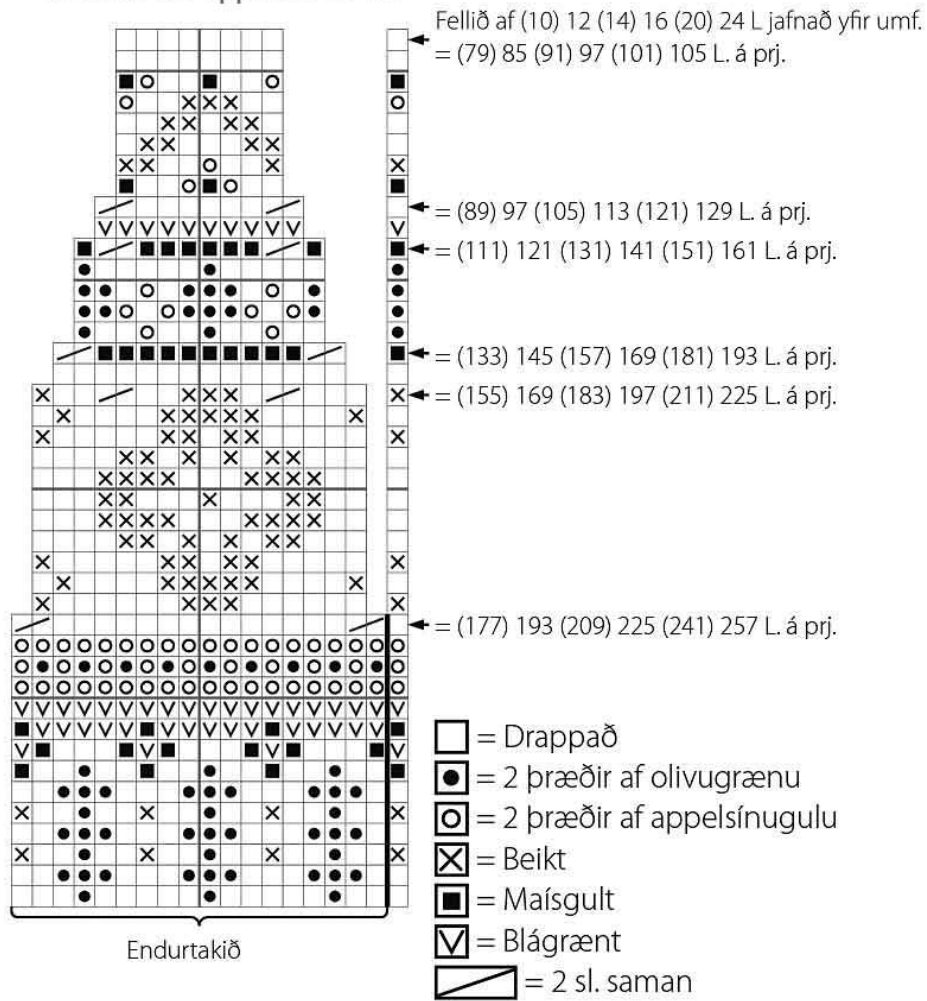 Fellið af (10) 12 (14) 16 (20) 24 L jafnað yfir umf.
= (79) 85 (91) 97 (101) 105 L. á prj.
= (89) 97 (105) 113 (121) 129 L. á prj.
= (111) 121 (131) 141 (151) 161 L. á prj.
= (133) 145 (157) 169 (181) 193 L. á prj.
= (155) 169 (183) 197 (211) 225 L. á prj.
= (177) 193 (209) 225 (241) 257 L. á prj.
= Drappað
= 2 þræðir af olivugrænu
= 2 þræðir af appelsínugulu
= Beikt
= Maísgult
= Blágrænt
= 2 sl. saman
Endurtakið